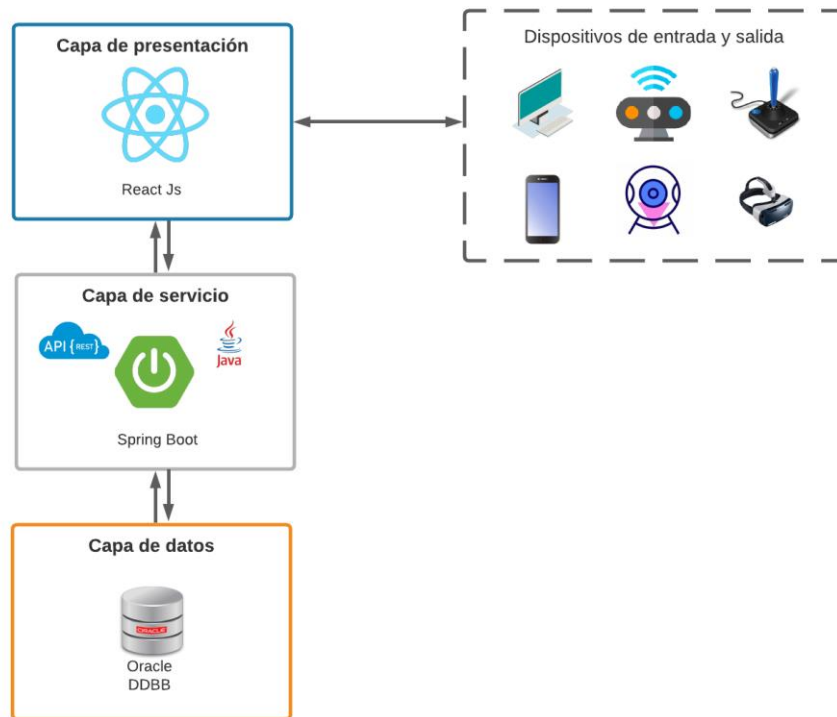 Capa de presentación
React Js
Dispositivos de entrada y salida
Capa de servicio
API {REST}
Java
Spring Boot
Capa de datos
ORACLE
Oracle
DDBB